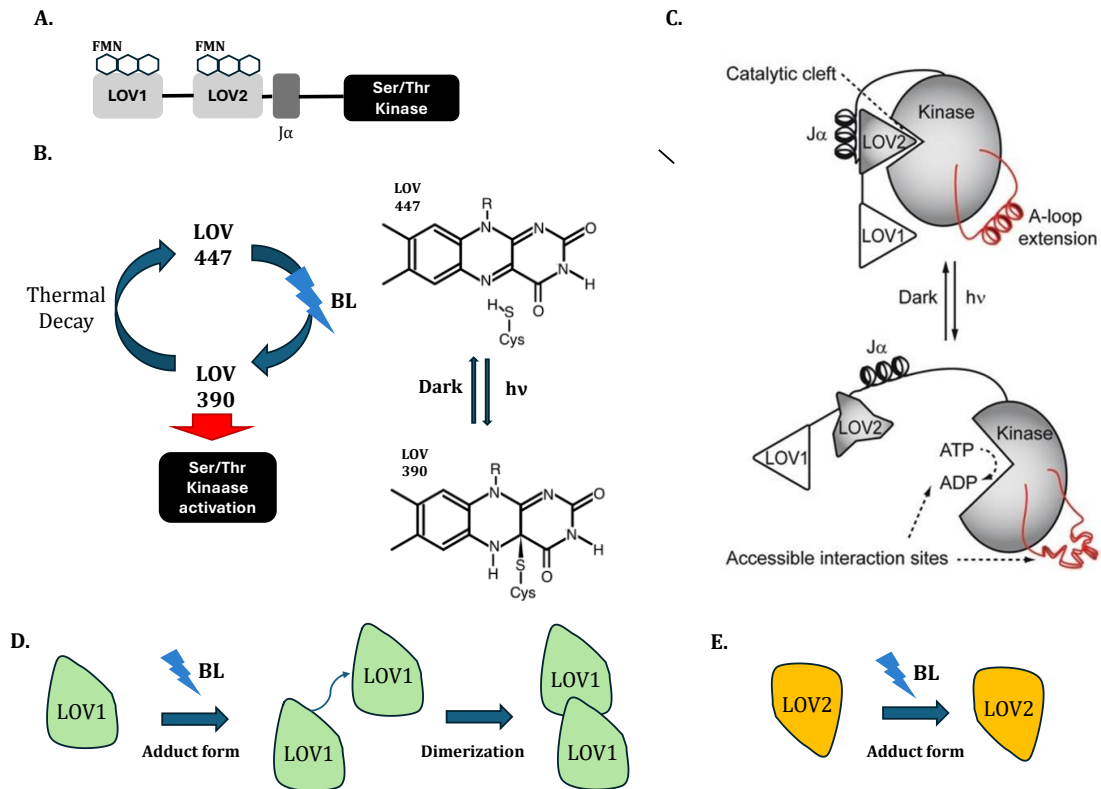 A.
FMN
FMN
LOV1
LOV2
Jα
Ser/Thr
Kinase
B.
LOV
447
Thermal
Decay
BL
LOV
390
Ser/Thr
Kinaase
activation
LOV
447
R
N
N
O
N
H
N
O
H
S
Cys
Dark
hν
LOV
390
R
N
N
O
N
H
N
H
O
S
Cys
C.
Catalytic cleft
Kinase
Jα
LOV2
LOV1
A-loop
extension
Dark
hν
Jα
LOV2
LOV1
Kinase
ATP
ADP
Accessible interaction sites
D.
LOV1
BL
Adduct form
LOV1
LOV1
Dimerization
LOV1
LOV1
E.
LOV2
BL
Adduct form
LOV2